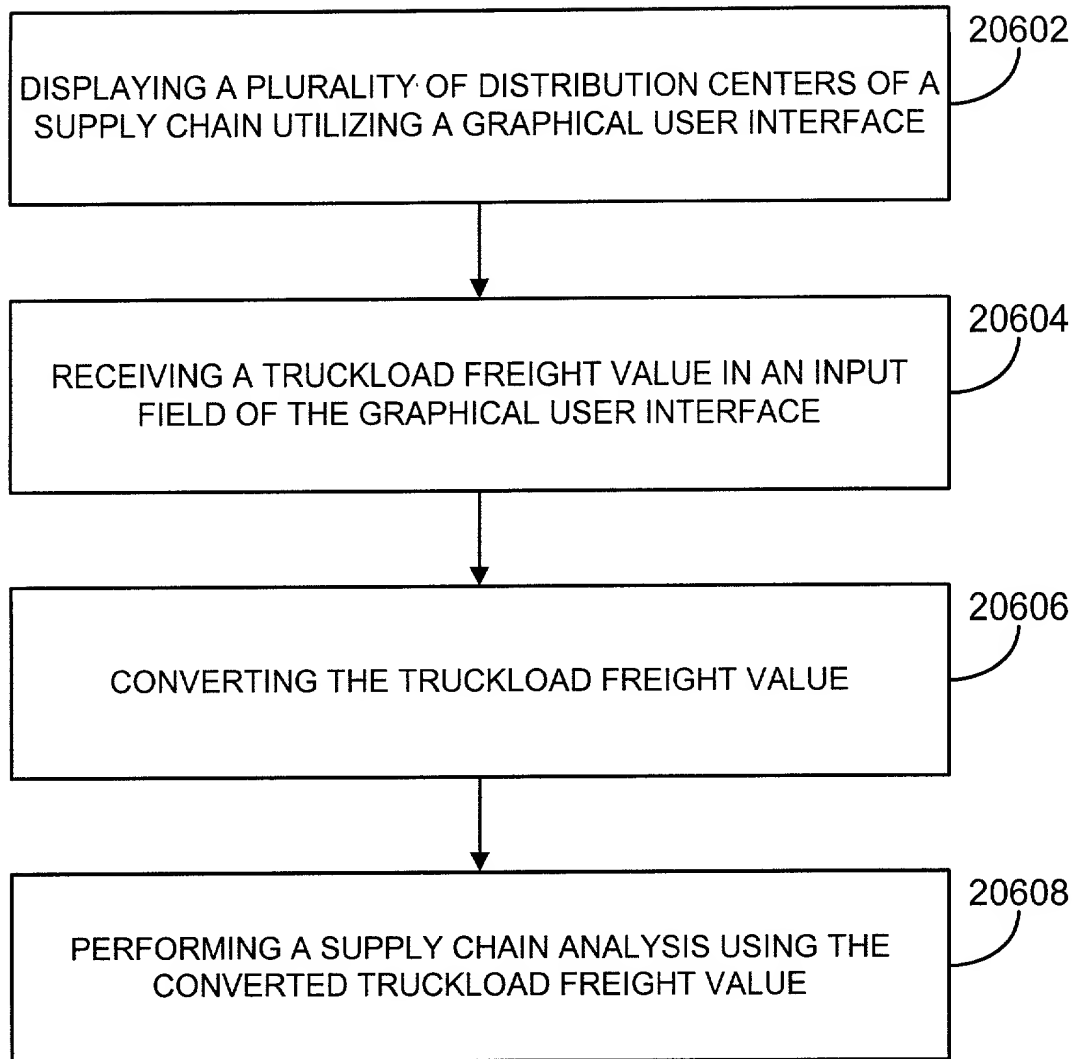 20602
DISPLAYING A PLURALITY OF DISTRIBUTION CENTERS OF A
SUPPLY CHAIN UTILIZING A GRAPHICAL USER INTERFACE
20604
RECEIVING A TRUCKLOAD FREIGHT VALUE IN AN INPUT
FIELD OF THE GRAPHICAL USER INTERFACE
20606
CONVERTING THE TRUCKLOAD FREIGHT VALUE
20608
PERFORMING A SUPPLY CHAIN ANALYSIS USING THE
CONVERTED TRUCKLOAD FREIGHT VALUE